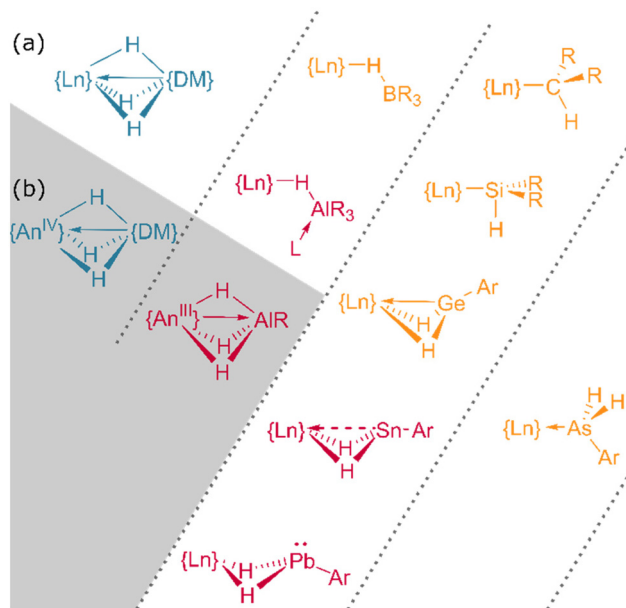 (a)
H
{Ln} {DM}
H
H
{Ln} H
BR3
{Ln} C R
R
H
(b)
H
{AnIV} {DM}
H
H
{Ln} H
AlR3
L
{Ln} Si R
R
H
H
{AnIII} AlR
H
H
{Ln} Ge Ar
H
H
{Ln} Sn Ar
H
H
H H
{Ln} As
Ar
{Ln} H Pb
H Ar